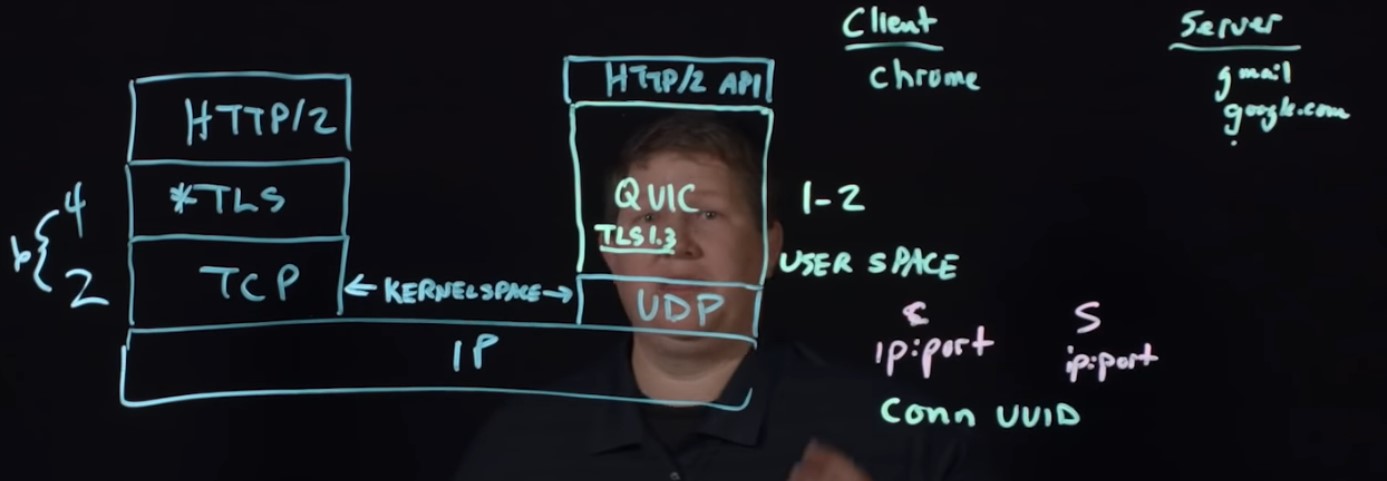 Client
Server
chrome
gmail
google.com
HTTP/2
*TLS
TCP
4
2
6
← KERNELSPACE →
HTTP/2 API
QUIC
TLS1.3
UDP
IP
1-2
USER SPACE
C
ip:port
S
ip:port
Conn UUID